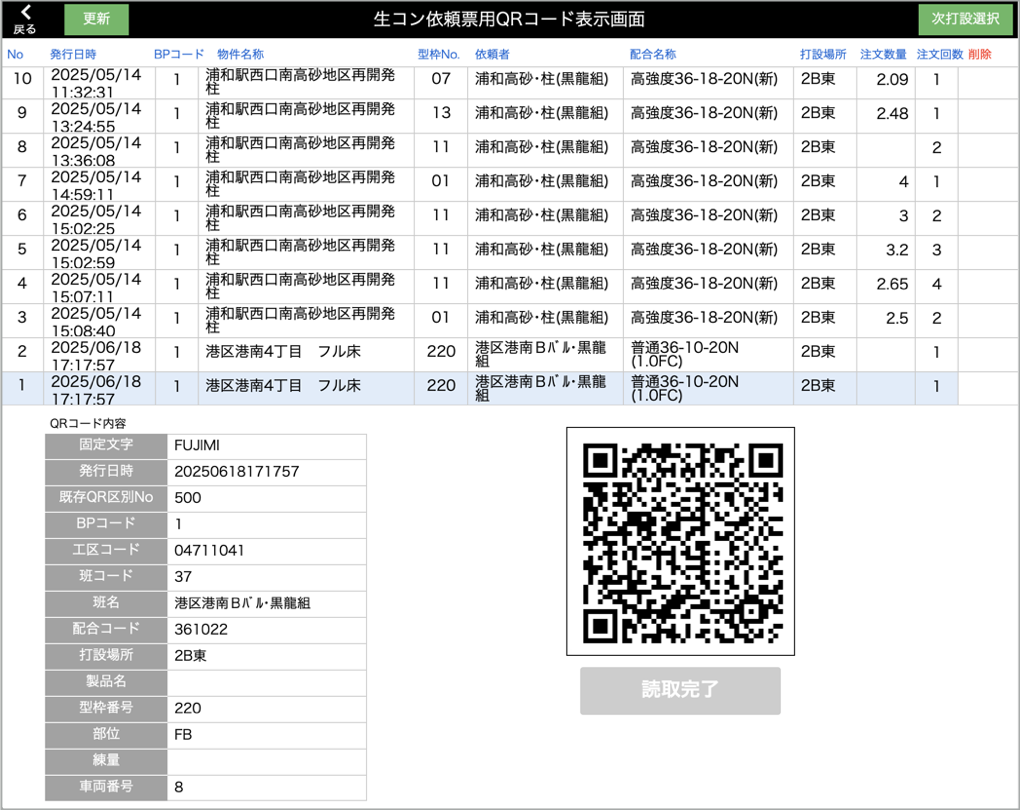 戻る 更新 生コン依頼票用QRコード表示画面 次打設選択
No 発行日時 BPコード 物件名称 型枠No. 依頼者 配合名称 打設場所 注文数量 注文回数 削除
10 2025/05/14 11:32:31 1 浦和駅西口南高砂地区再開発柱 07 浦和高砂・柱(黒龍組) 高強度36-18-20N(新) 2B東 2.09 1
9 2025/05/14 13:24:55 1 浦和駅西口南高砂地区再開発柱 13 浦和高砂・柱(黒龍組) 高強度36-18-20N(新) 2B東 2.48 1
8 2025/05/14 13:36:08 1 浦和駅西口南高砂地区再開発柱 11 浦和高砂・柱(黒龍組) 高強度36-18-20N(新) 2B東 2
7 2025/05/14 14:59:11 1 浦和駅西口南高砂地区再開発柱 01 浦和高砂・柱(黒龍組) 高強度36-18-20N(新) 2B東 4 1
6 2025/05/14 15:02:25 1 浦和駅西口南高砂地区再開発柱 11 浦和高砂・柱(黒龍組) 高強度36-18-20N(新) 2B東 3 2
5 2025/05/14 15:02:59 1 浦和駅西口南高砂地区再開発柱 11 浦和高砂・柱(黒龍組) 高強度36-18-20N(新) 2B東 3.2 3
4 2025/05/14 15:07:11 1 浦和駅西口南高砂地区再開発柱 11 浦和高砂・柱(黒龍組) 高強度36-18-20N(新) 2B東 2.65 4
3 2025/05/14 15:08:40 1 浦和駅西口南高砂地区再開発柱 01 浦和高砂・柱(黒龍組) 高強度36-18-20N(新) 2B東 2.5 2
2 2025/06/18 17:17:57 1 港区港南4丁目　フル床 220 港区港南Ｂﾊﾞﾙ・黒龍組 普通36-10-20N (1.0FC) 2B東 1
1 2025/06/18 17:17:57 1 港区港南4丁目　フル床 220 港区港南Ｂﾊﾞﾙ・黒龍組 普通36-10-20N (1.0FC) 2B東 1
QRコード内容
固定文字 FUJIMI
発行日時 20250618171757
既存QR区別No 500
BPコード 1
工区コード 04711041
班コード 37
班名 港区港南Ｂﾊﾞﾙ・黒龍組
配合コード 361022
打設場所 2B東
製品名
型枠番号 220
部位 FB
練量
車両番号 8
読取完了